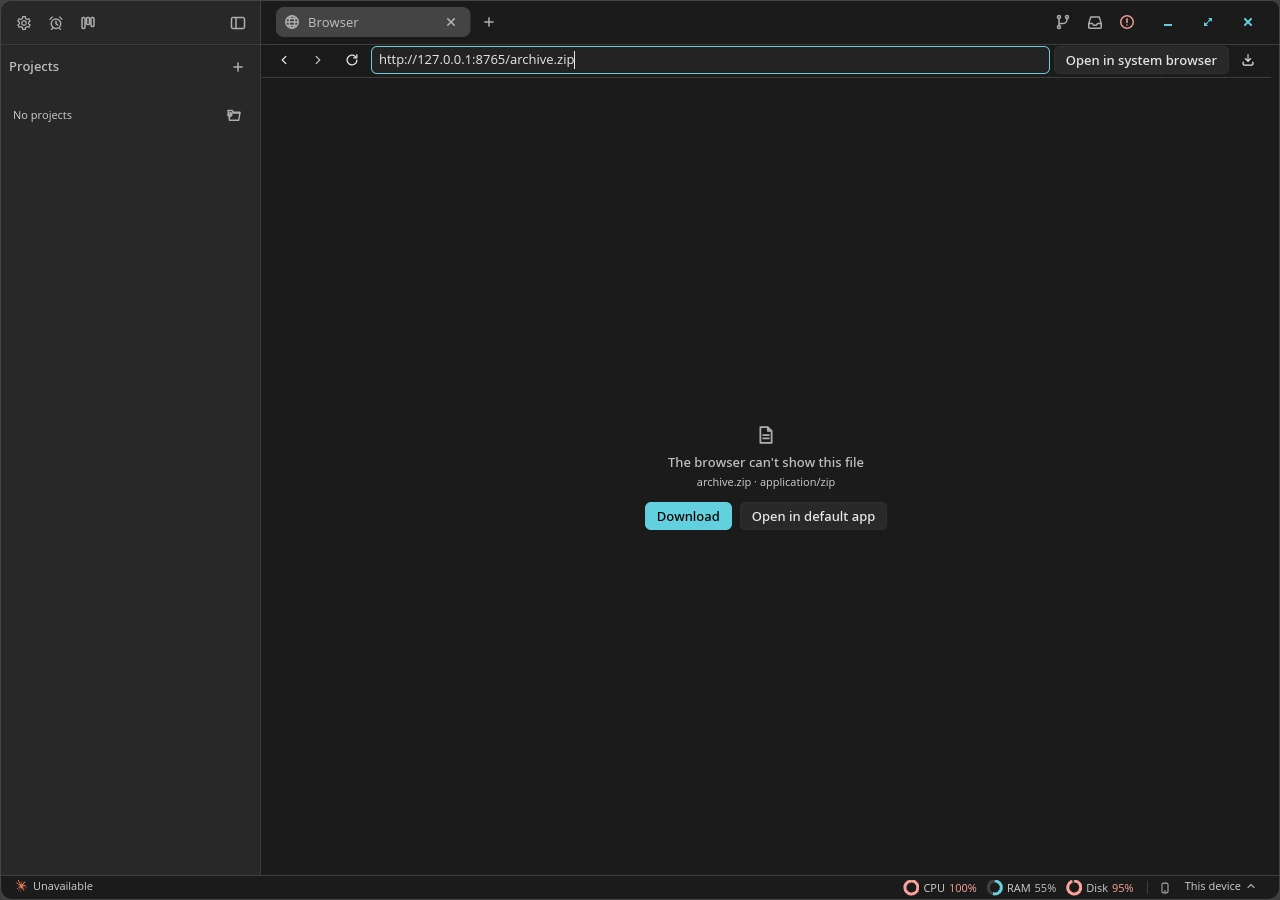 Browser
Projects
http://127.0.0.1:8765/archive.zip
Open in system browser
No projects
The browser can't show this file
archive.zip · application/zip
Download
Open in default app
Unavailable
CPU 100%
RAM 55%
Disk 95%
This device